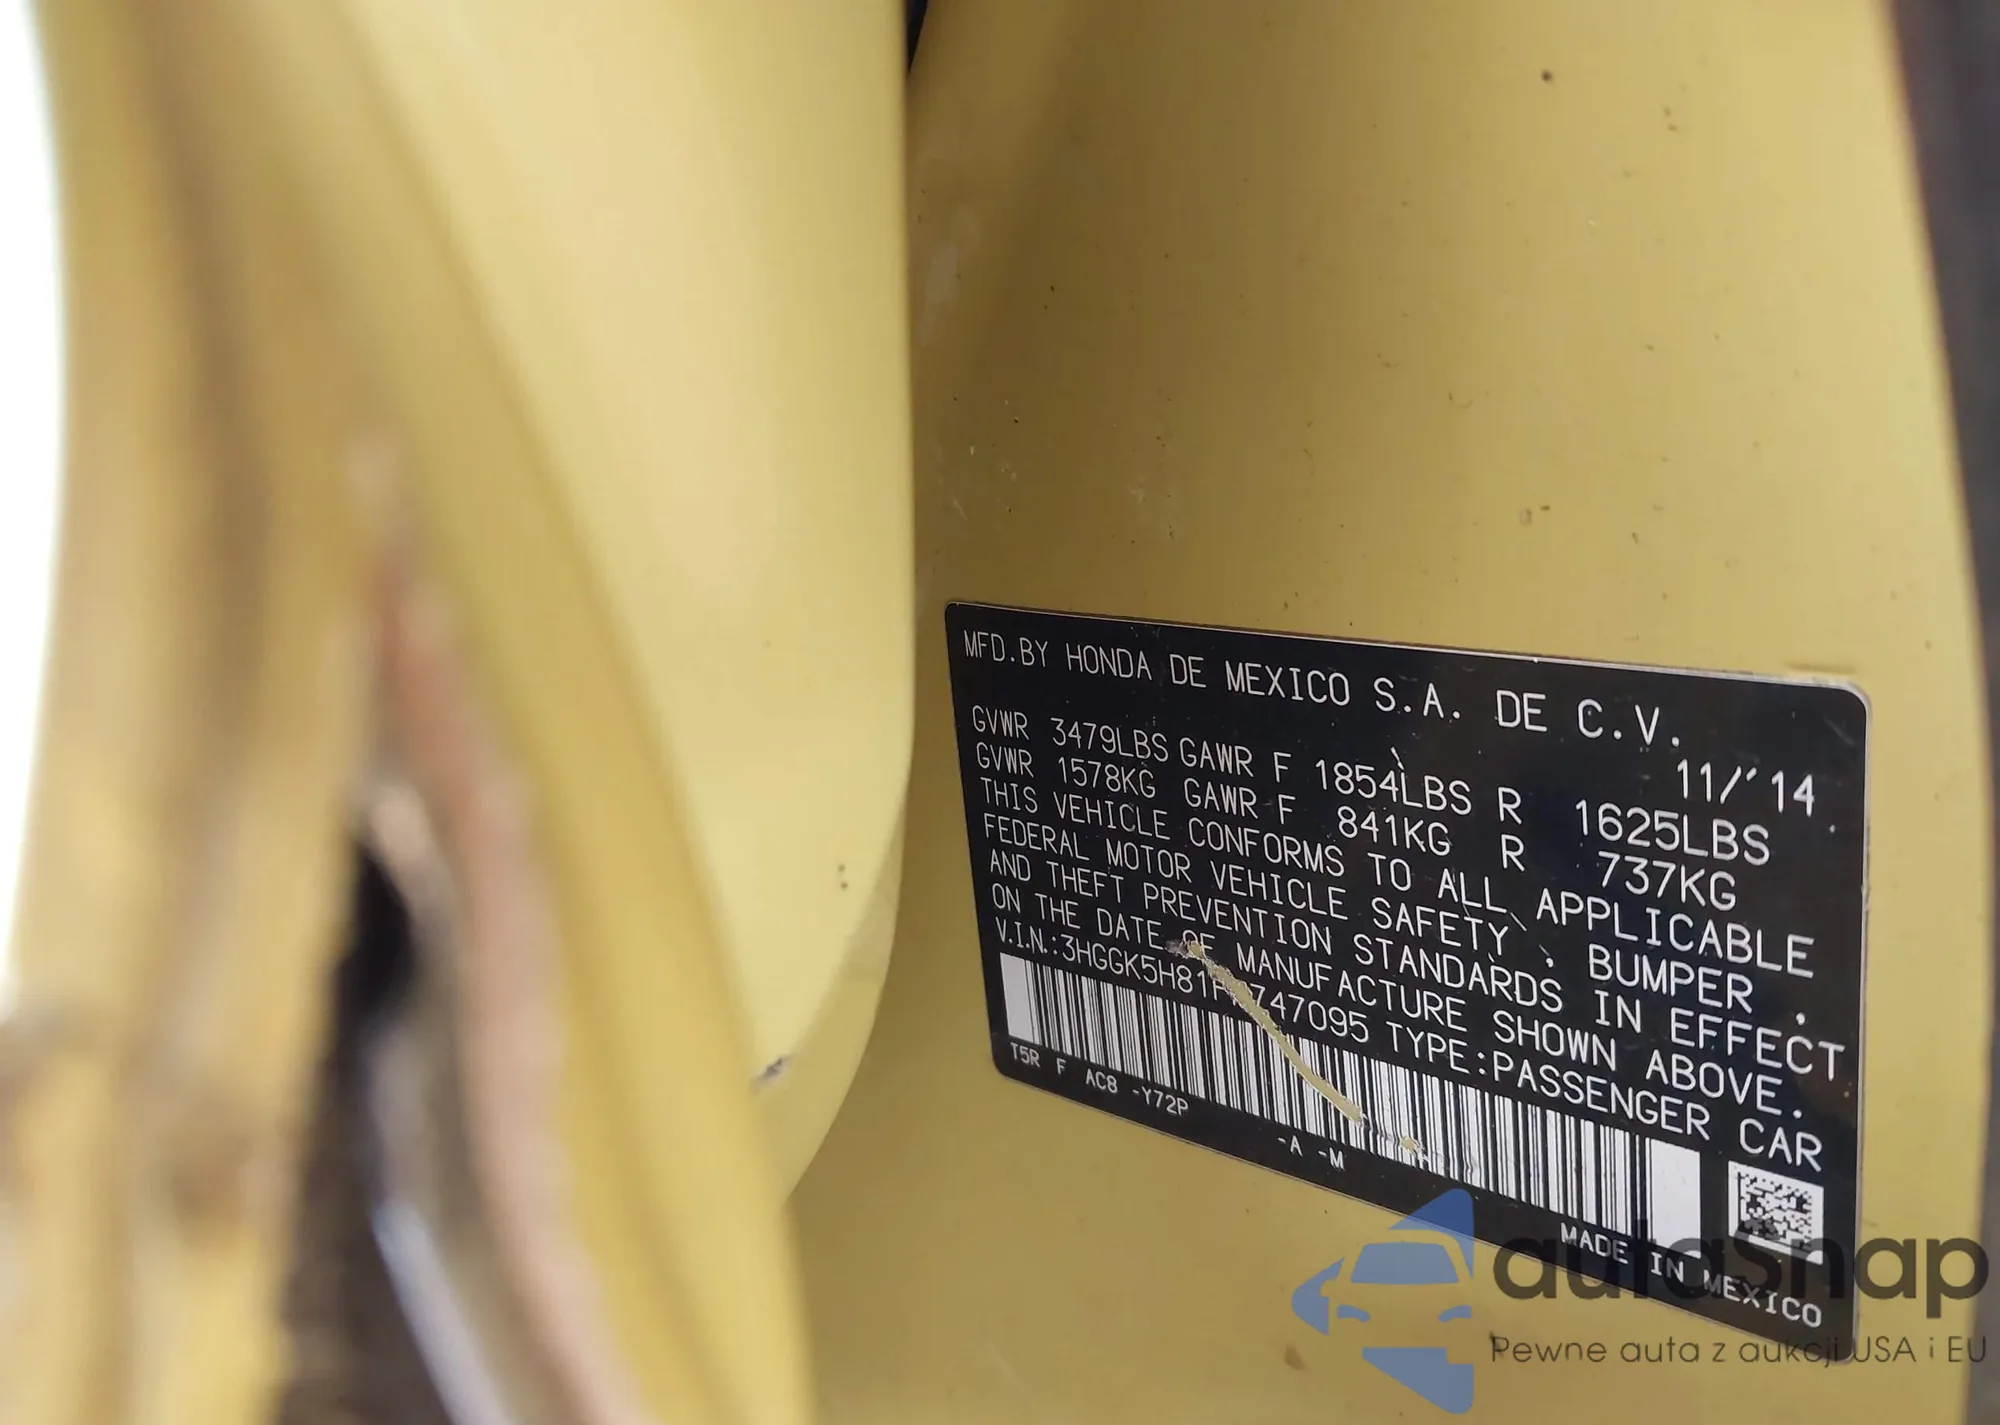 MFD.BY HONDA DE MEXICO S.A. DE C.V.
11/'14
GVWR 3479LBS GAWR F 1854LBS R 1625LBS
GVWR 1578KG GAWR F 841KG R 737KG
THIS VEHICLE CONFORMS TO ALL APPLICABLE
FEDERAL MOTOR VEHICLE SAFETY, BUMPER,
AND THEFT PREVENTION STANDARDS IN EFFECT
ON THE DATE OF MANUFACTURE SHOWN ABOVE.
V.I.N.: TYPE:PASSENGER CAR
T5R F AC8 -Y72P
-A -M
MADE IN MEXICO
autasnap
Pewne auta z aukcji USA i EU